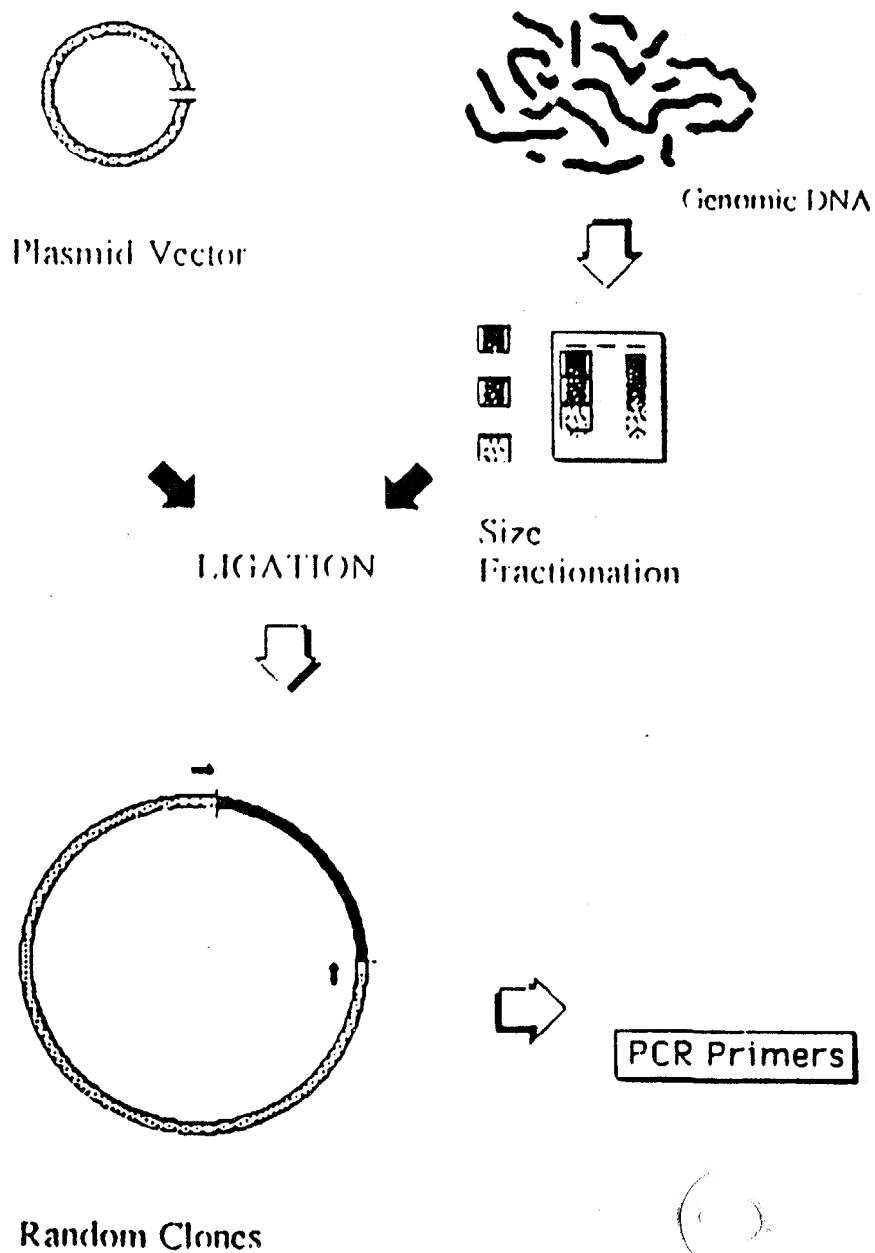 Genomic DNA
Plasmid Vector
Size
Fractionation
LIGATION
PCR Primers
Random Clones